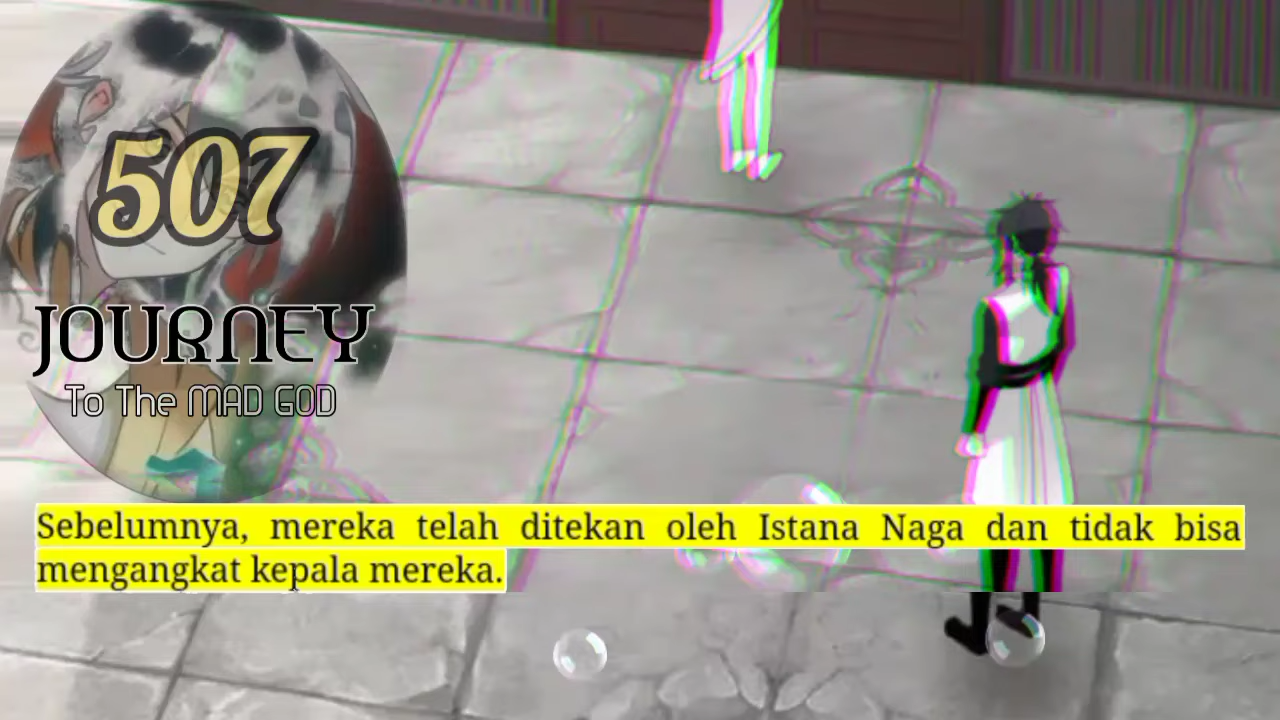 507
JOURNEY
To The MAD GOD
Sebelumnya, mereka telah ditekan oleh Istana Naga dan tidak bisa
mengangkat kepala mereka.